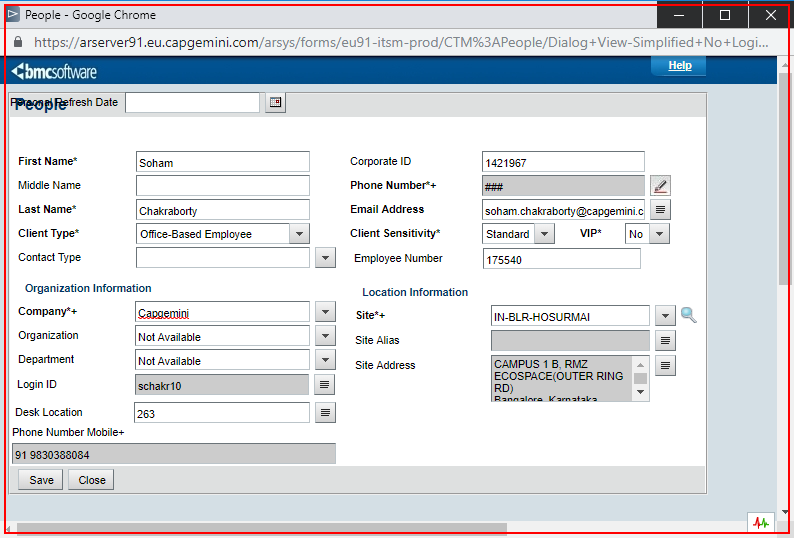 People - Google Chrome
https://arserver91.eu.capgemini.com/arsys/forms/eu91-itsm-prod/CTM%3APeople/Dialog+View-Simplified+No+Logi...
bmcsoftware
Help
People
Personal Refresh Date
First Name* Soham
Corporate ID 1421967
Middle Name
Phone Number*+ ###
Last Name* Chakraborty
Email Address soham.chakraborty@capgemini.c
Client Type* Office-Based Employee
Client Sensitivity* Standard VIP* No
Contact Type
Employee Number 175540
Organization Information
Location Information
Company*+ Capgemini
Site*+ IN-BLR-HOSURMAI
Organization Not Available
Site Alias
Department Not Available
Site Address CAMPUS 1 B, RMZ
ECOSPACE(OUTER RING
RD)
Bangalore, Karnataka
Login ID schakr10
Desk Location 263
Phone Number Mobile+
91 9830388084
Save Close